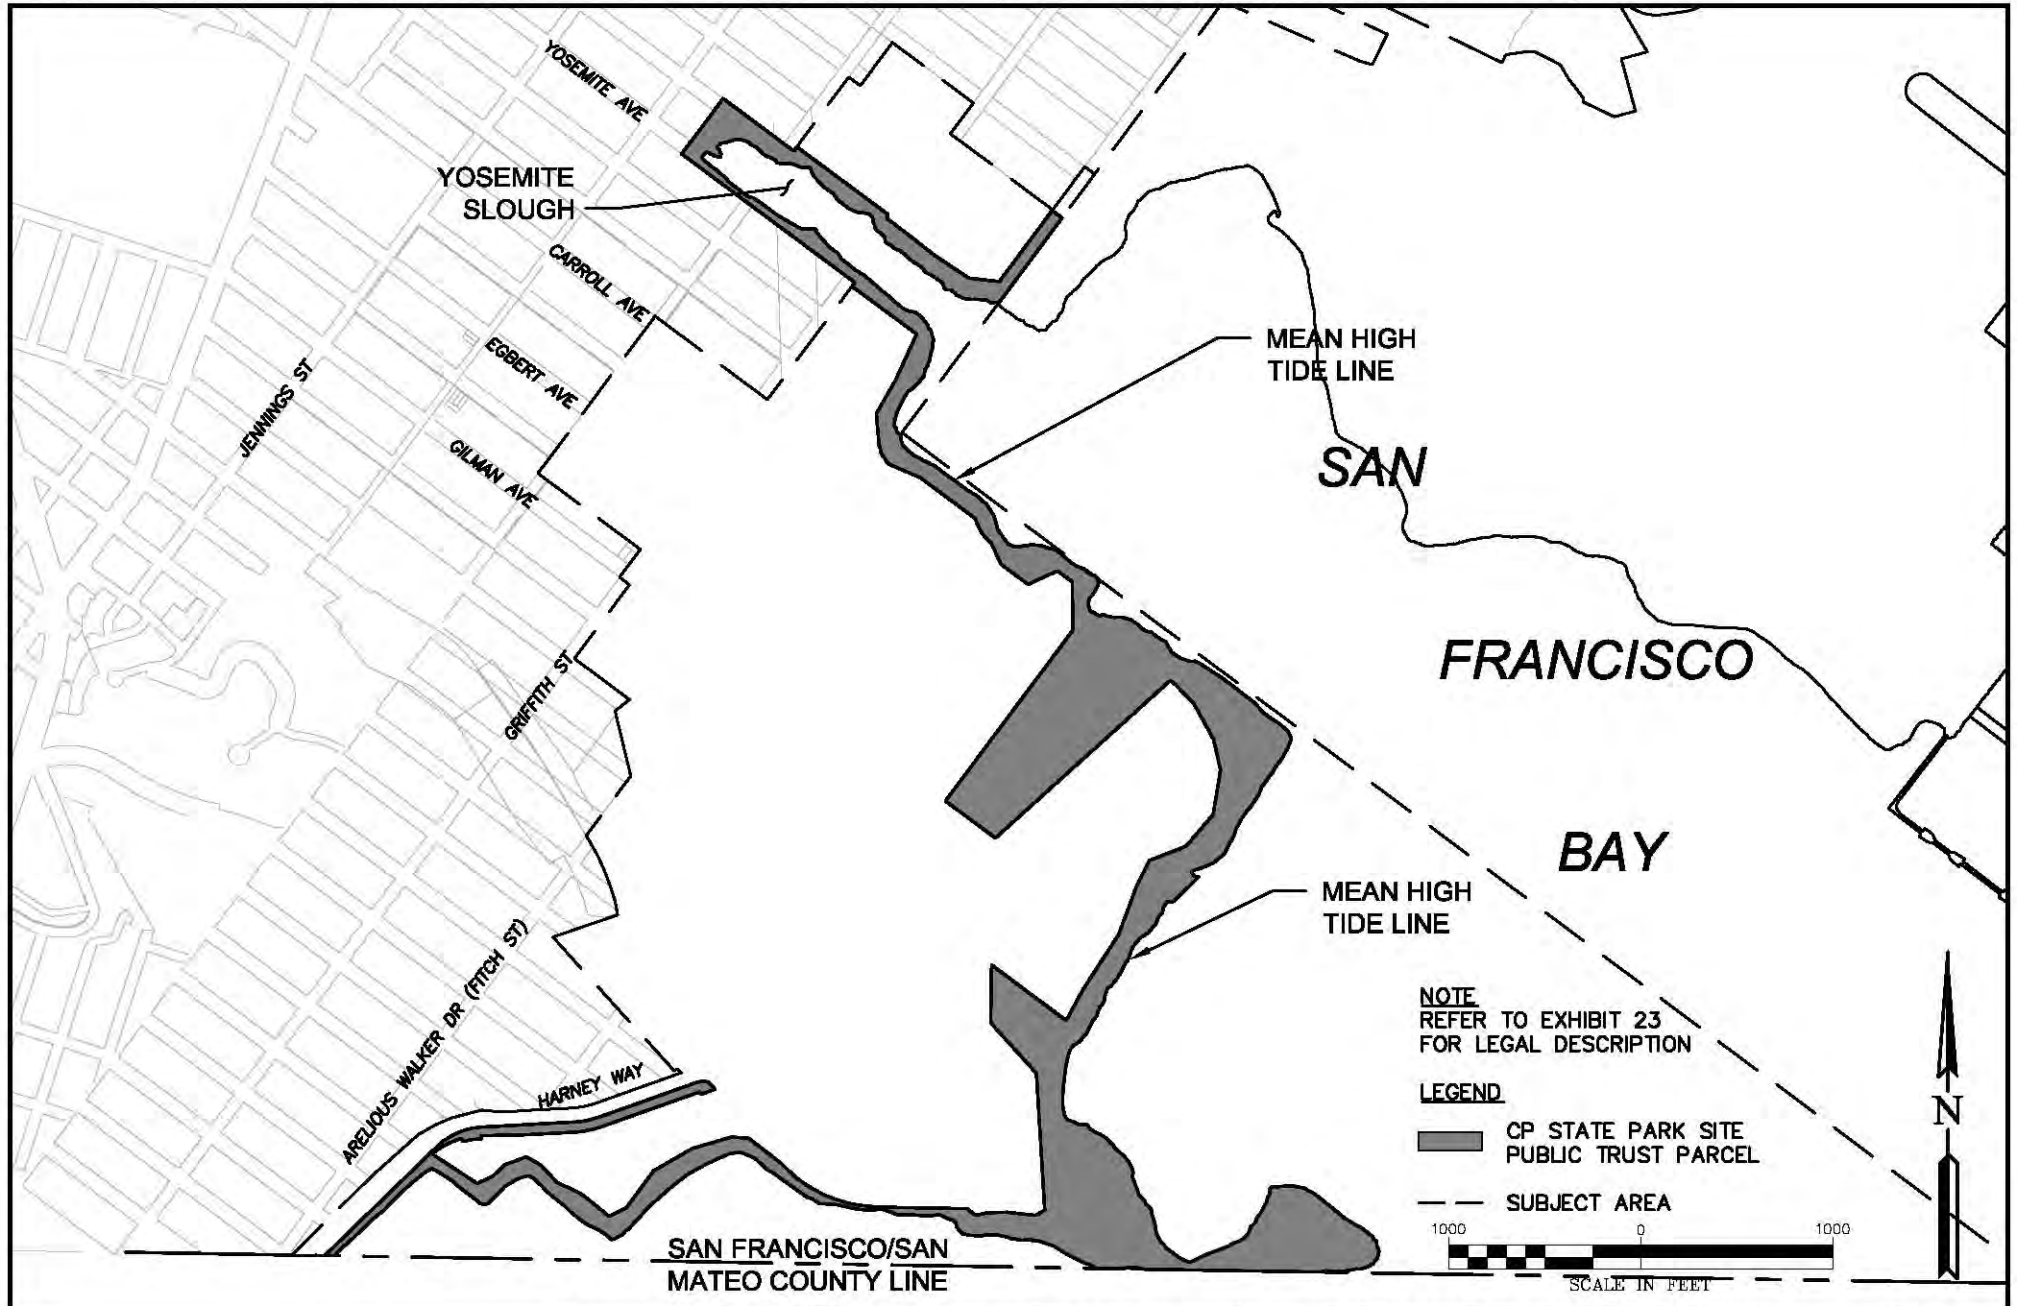 YOSEMITE AVE
YOSEMITE
SLOUGH
CARROLL AVE
MEAN HIGH
TIDE LINE
EGBERT AVE
JENNINGS ST
GILMAN AVE
SAN
FRANCISCO
GRIFFITH ST
BAY
MEAN HIGH
TIDE LINE
ARELIOUS WALKER DR (FITCH ST)
HARNEY WAY
NOTE
REFER TO EXHIBIT 23
FOR LEGAL DESCRIPTION
LEGEND
CP STATE PARK SITE
PUBLIC TRUST PARCEL
SUBJECT AREA
N
1000 0 1000
SCALE IN FEET
SAN FRANCISCO/SAN
MATEO COUNTY LINE